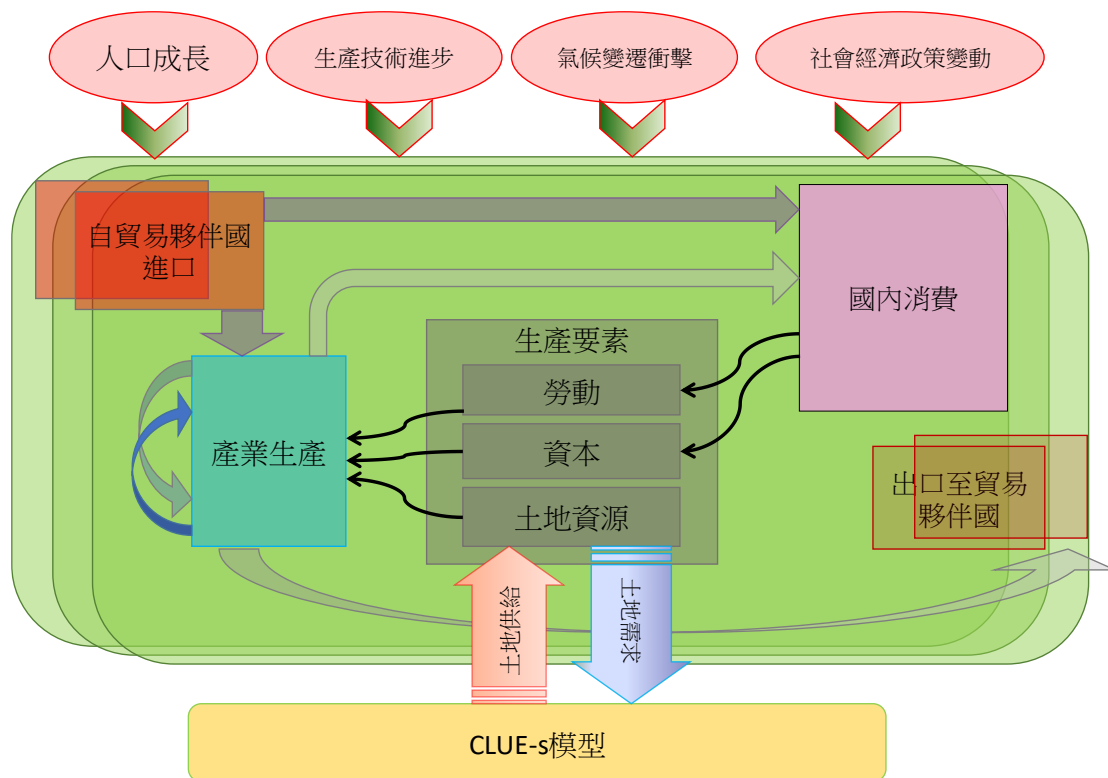 人口成長
生產技術進步
氣候變遷衝擊
社會經濟政策變動
自貿易夥伴國
進口
國內消費
生產要素
勞動
產業生產
資本
土地資源
出口至貿易
夥伴國
土地供給
土地需求
CLUE-s模型